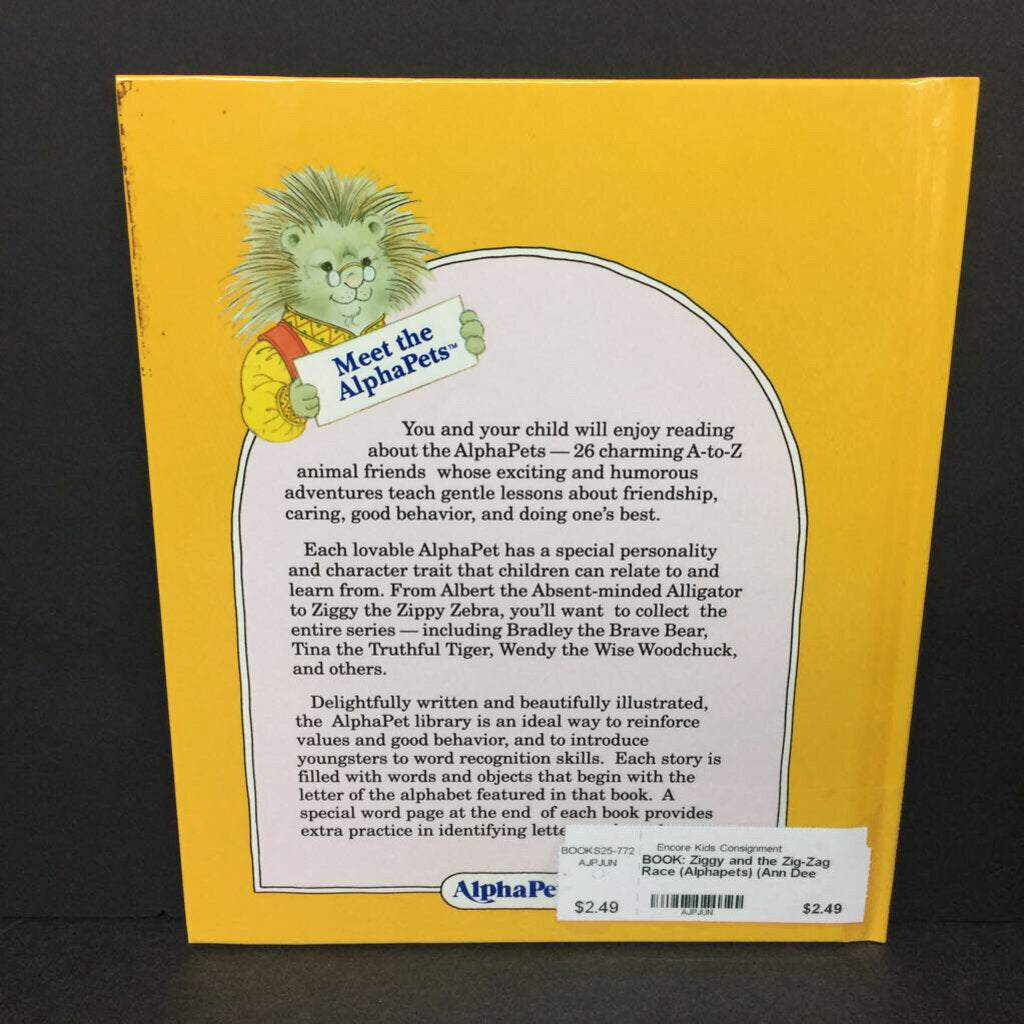 Meet the
AlphaPets™
You and your child will enjoy reading
about the AlphaPets — 26 charming A-to-Z
animal friends whose exciting and humorous
adventures teach gentle lessons about friendship,
caring, good behavior, and doing one's best.
Each lovable AlphaPet has a special personality
and character trait that children can relate to and
learn from. From Albert the Absent-minded Alligator
to Ziggy the Zippy Zebra, you'll want to collect the
entire series — including Bradley the Brave Bear,
Tina the Truthful Tiger, Wendy the Wise Woodchuck,
and others.
Delightfully written and beautifully illustrated,
the AlphaPet library is an ideal way to reinforce
values and good behavior, and to introduce
youngsters to word recognition skills. Each story is
filled with words and objects that begin with the
letter of the alphabet featured in that book. A
special word page at the end of each book provides
extra practice in identifying lette
AlphaPe
BOOKS25-772
AJPJUN
$2.49
Encore Kids Consignment
BOOK: Ziggy and the Zig-Zag
Race (Alphapets) (Ann Dee
AJPJUN
$2.49